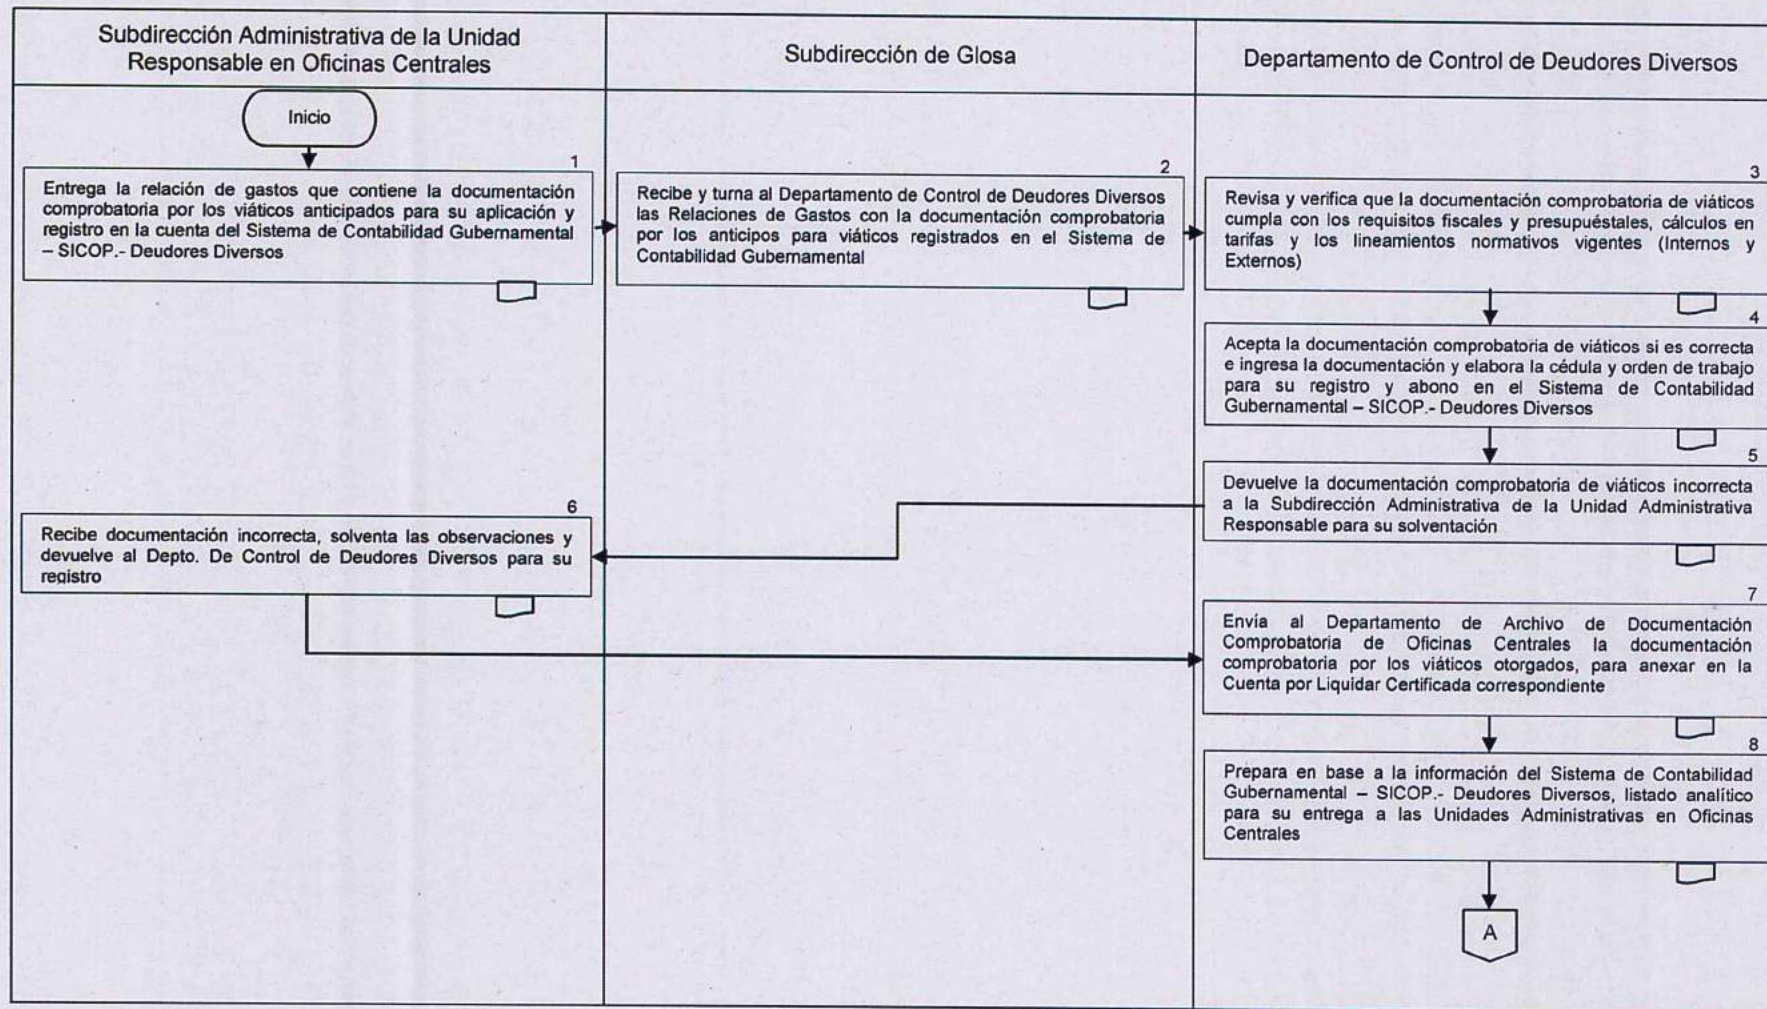 Subdirección Administrativa de la Unidad
Responsable en Oficinas Centrales
Subdirección de Glosa
Departamento de Control de Deudores Diversos
Inicio
1
Entrega la relación de gastos que contiene la documentación
comprobatoria por los viáticos anticipados para su aplicación y
registro en la cuenta del Sistema de Contabilidad Gubernamental
– SICOP.- Deudores Diversos
2
Recibe y turna al Departamento de Control de Deudores Diversos
las Relaciones de Gastos con la documentación comprobatoria
por los anticipos para viáticos registrados en el Sistema de
Contabilidad Gubernamental
3
Revisa y verifica que la documentación comprobatoria de viáticos
cumpla con los requisitos fiscales y presupuéstales, cálculos en
tarifas y los lineamientos normativos vigentes (Internos y
Externos)
4
Acepta la documentación comprobatoria de viáticos si es correcta
e ingresa la documentación y elabora la cédula y orden de trabajo
para su registro y abono en el Sistema de Contabilidad
Gubernamental – SICOP.- Deudores Diversos
5
Devuelve la documentación comprobatoria de viáticos incorrecta
a la Subdirección Administrativa de la Unidad Administrativa
Responsable para su solventación
6
Recibe documentación incorrecta, solventa las observaciones y
devuelve al Depto. De Control de Deudores Diversos para su
registro
7
Envía al Departamento de Archivo de Documentación
Comprobatoria de Oficinas Centrales la documentación
comprobatoria por los viáticos otorgados, para anexar en la
Cuenta por Liquidar Certificada correspondiente
8
Prepara en base a la información del Sistema de Contabilidad
Gubernamental – SICOP.- Deudores Diversos, listado analítico
para su entrega a las Unidades Administrativas en Oficinas
Centrales
A